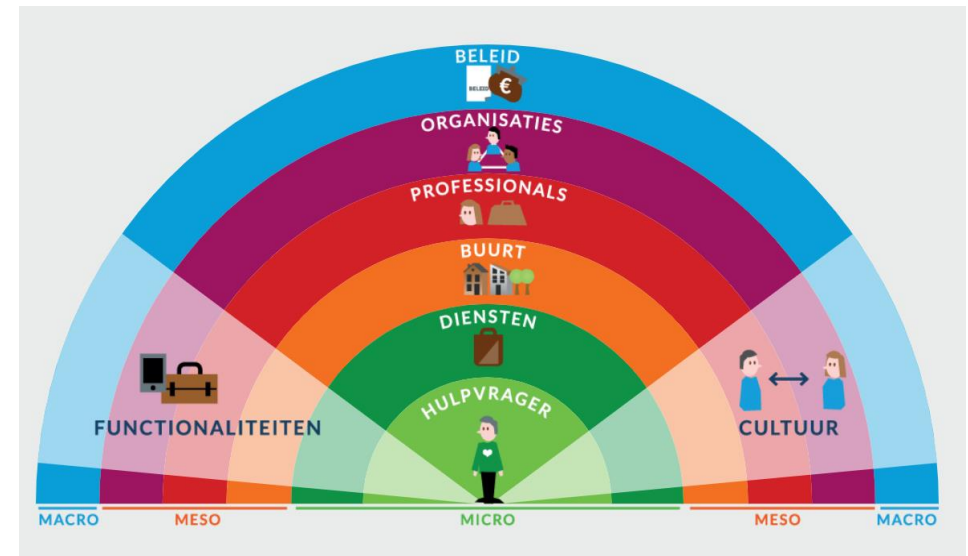 BELEID
BELEID
€
ORGANISATIES
PROFESSIONALS
BUURT
DIENSTEN
HULPVRAGER
FUNCTIONALITEITEN
CULTUUR
MACRO MESO MICRO MESO MACRO